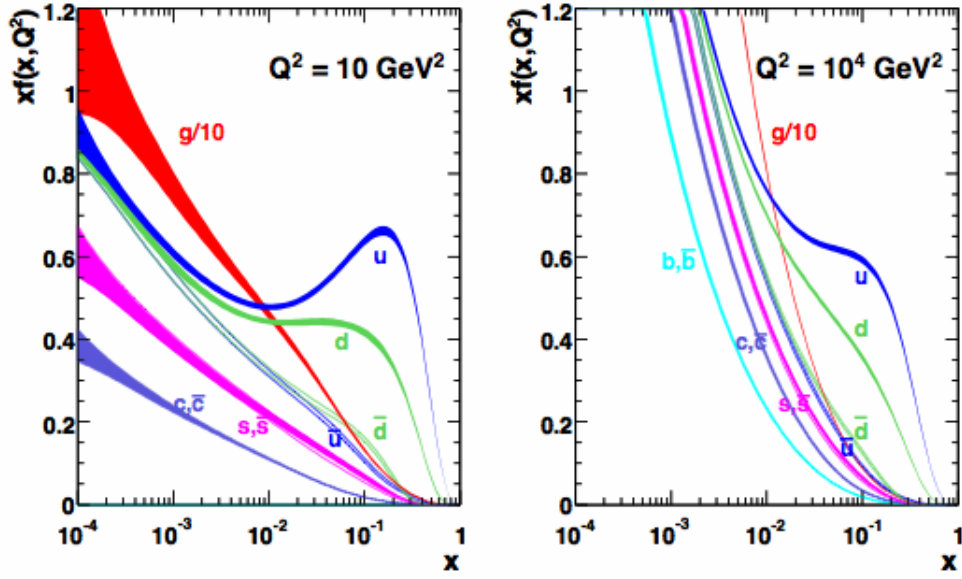 xf(x,Q²)
1.2
1
0.8
0.6
0.4
0.2
0
Q² = 10 GeV²
g/10
u
d
c,c̄
s,s̄
ū
d̄
10⁻⁴
10⁻³
10⁻²
10⁻¹
1
x
xf(x,Q²)
1.2
1
0.8
0.6
0.4
0.2
0
Q² = 10⁴ GeV²
g/10
b,b̄
u
d
c,c̄
s,s̄
d̄
ū
10⁻⁴
10⁻³
10⁻²
10⁻¹
1
x